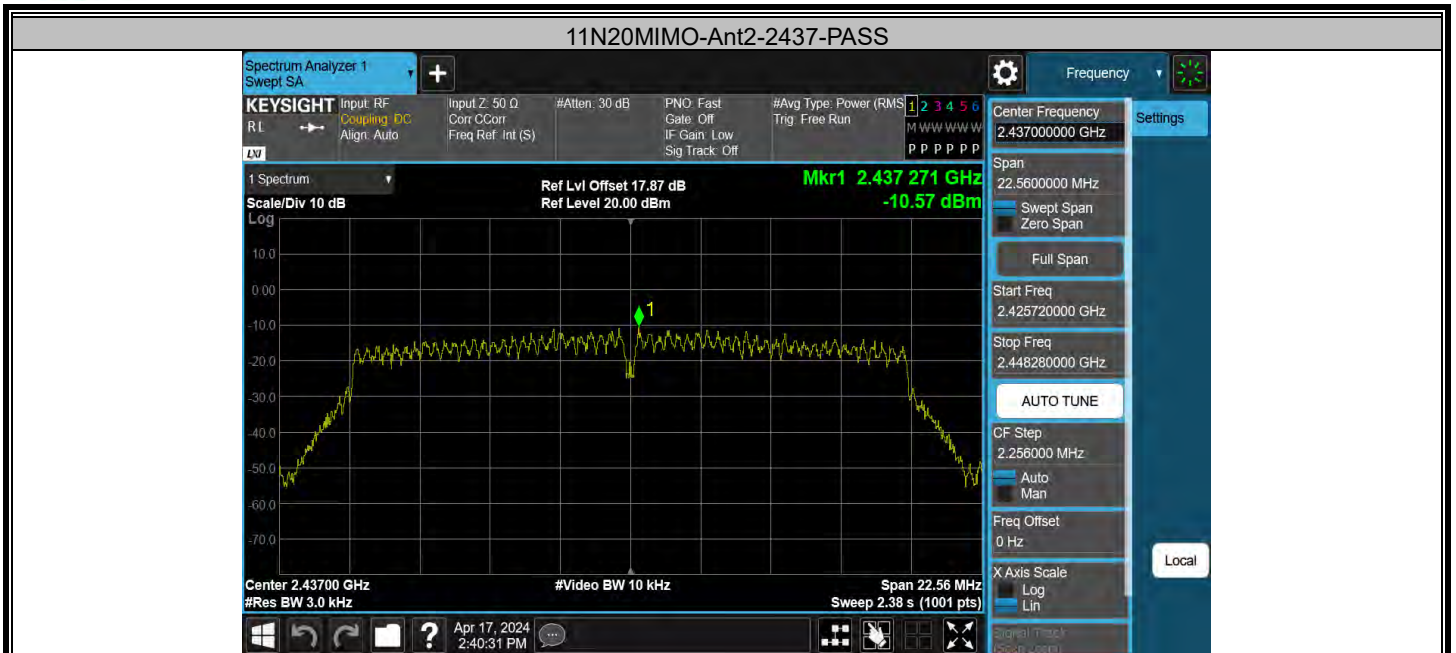 11N20MIMO-Ant2-2437-PASS
Spectrum Analyzer 1
Swept SA
+
Frequency
KEYSIGHT
RL
LXI
Input: RF
Coupling: DC
Align: Auto
Input Z: 50 Ω
Corr CCorr
Freq Ref: Int (S)
#Atten: 30 dB
PNO: Fast
Gate: Off
IF Gain: Low
Sig Track: Off
#Avg Type: Power (RMS
Trig: Free Run
1 2 3 4 5 6
M W W W W W
P P P P P P
Center Frequency
2.437000000 GHz
Settings
Span
22.5600000 MHz
Swept Span
Zero Span
Full Span
Start Freq
2.425720000 GHz
Stop Freq
2.448280000 GHz
AUTO TUNE
CF Step
2.256000 MHz
Auto
Man
Freq Offset
0 Hz
X Axis Scale
Log
Lin
Local
1 Spectrum
Scale/Div 10 dB
Log
Ref Lvl Offset 17.87 dB
Ref Level 20.00 dBm
Mkr1 2.437 271 GHz
-10.57 dBm
10.0
0.00
-10.0
-20.0
-30.0
-40.0
-50.0
-60.0
-70.0
1
Center 2.43700 GHz
#Res BW 3.0 kHz
#Video BW 10 kHz
Span 22.56 MHz
Sweep 2.38 s (1001 pts)
?
Apr 17, 2024
2:40:31 PM